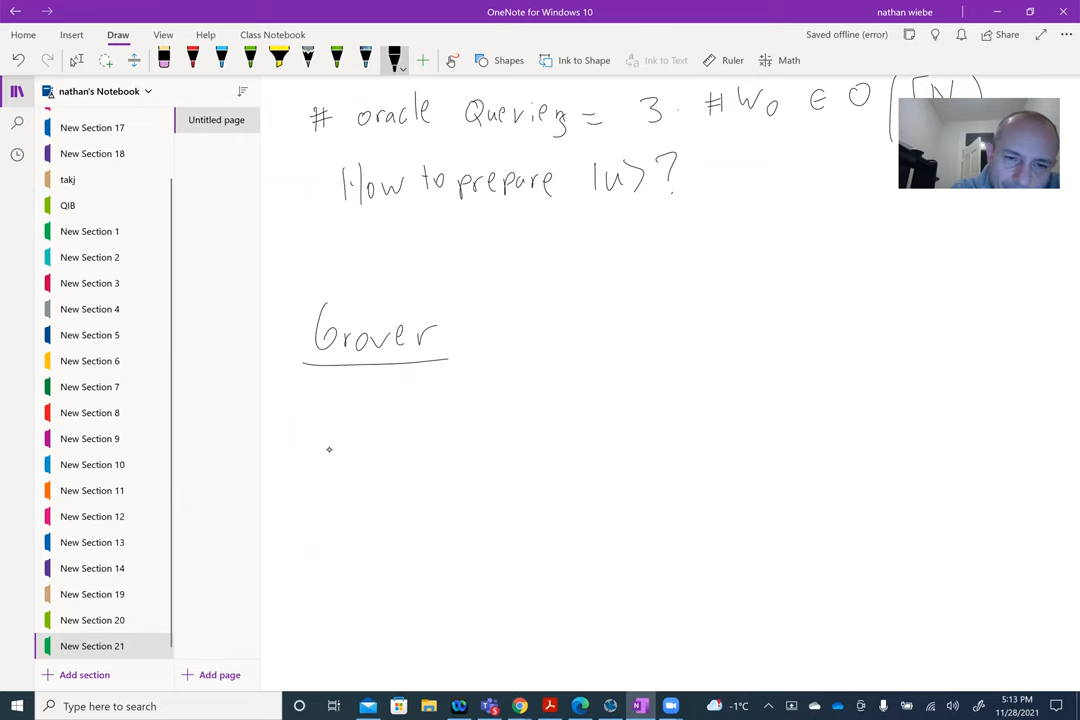 OneNote for Windows 10
nathan wiebe
Home Insert Draw View Help Class Notebook
Saved offline (error) Share
Shapes Ink to Shape Ink to Text Ruler Math
nathan's Notebook
Untitled page
New Section 17
New Section 18
takj
QIB
New Section 1
New Section 2
New Section 3
New Section 4
New Section 5
New Section 6
New Section 7
New Section 8
New Section 9
New Section 10
New Section 11
New Section 12
New Section 13
New Section 14
New Section 19
New Section 20
New Section 21
Add section Add page
# oracle Queries = 3 · # W₀ ∈ O(√N)
How to prepare |u>?
Grover
Type here to search
-1°C
5:13 PM
11/28/2021